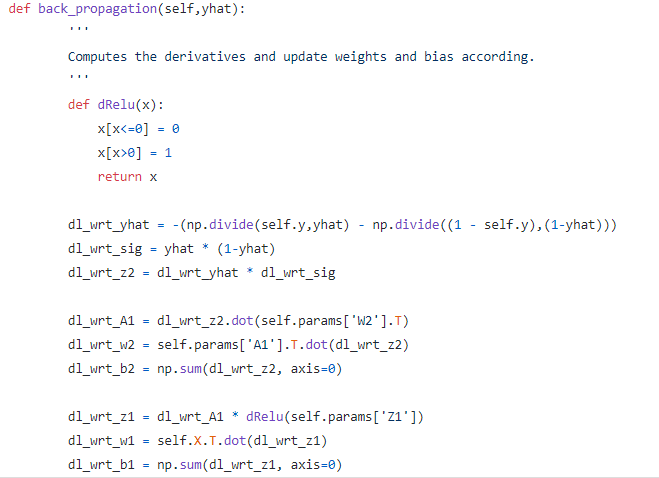 def back_propagation(self,yhat):
        '''
        Computes the derivatives and update weights and bias according.
        '''
        def dRelu(x):
            x[x<=0] = 0
            x[x>0] = 1
            return x

        dl_wrt_yhat = -(np.divide(self.y,yhat) - np.divide((1 - self.y),(1-yhat)))
        dl_wrt_sig = yhat * (1-yhat)
        dl_wrt_z2 = dl_wrt_yhat * dl_wrt_sig

        dl_wrt_A1 = dl_wrt_z2.dot(self.params['W2'].T)
        dl_wrt_w2 = self.params['A1'].T.dot(dl_wrt_z2)
        dl_wrt_b2 = np.sum(dl_wrt_z2, axis=0)

        dl_wrt_z1 = dl_wrt_A1 * dRelu(self.params['Z1'])
        dl_wrt_w1 = self.X.T.dot(dl_wrt_z1)
        dl_wrt_b1 = np.sum(dl_wrt_z1, axis=0)